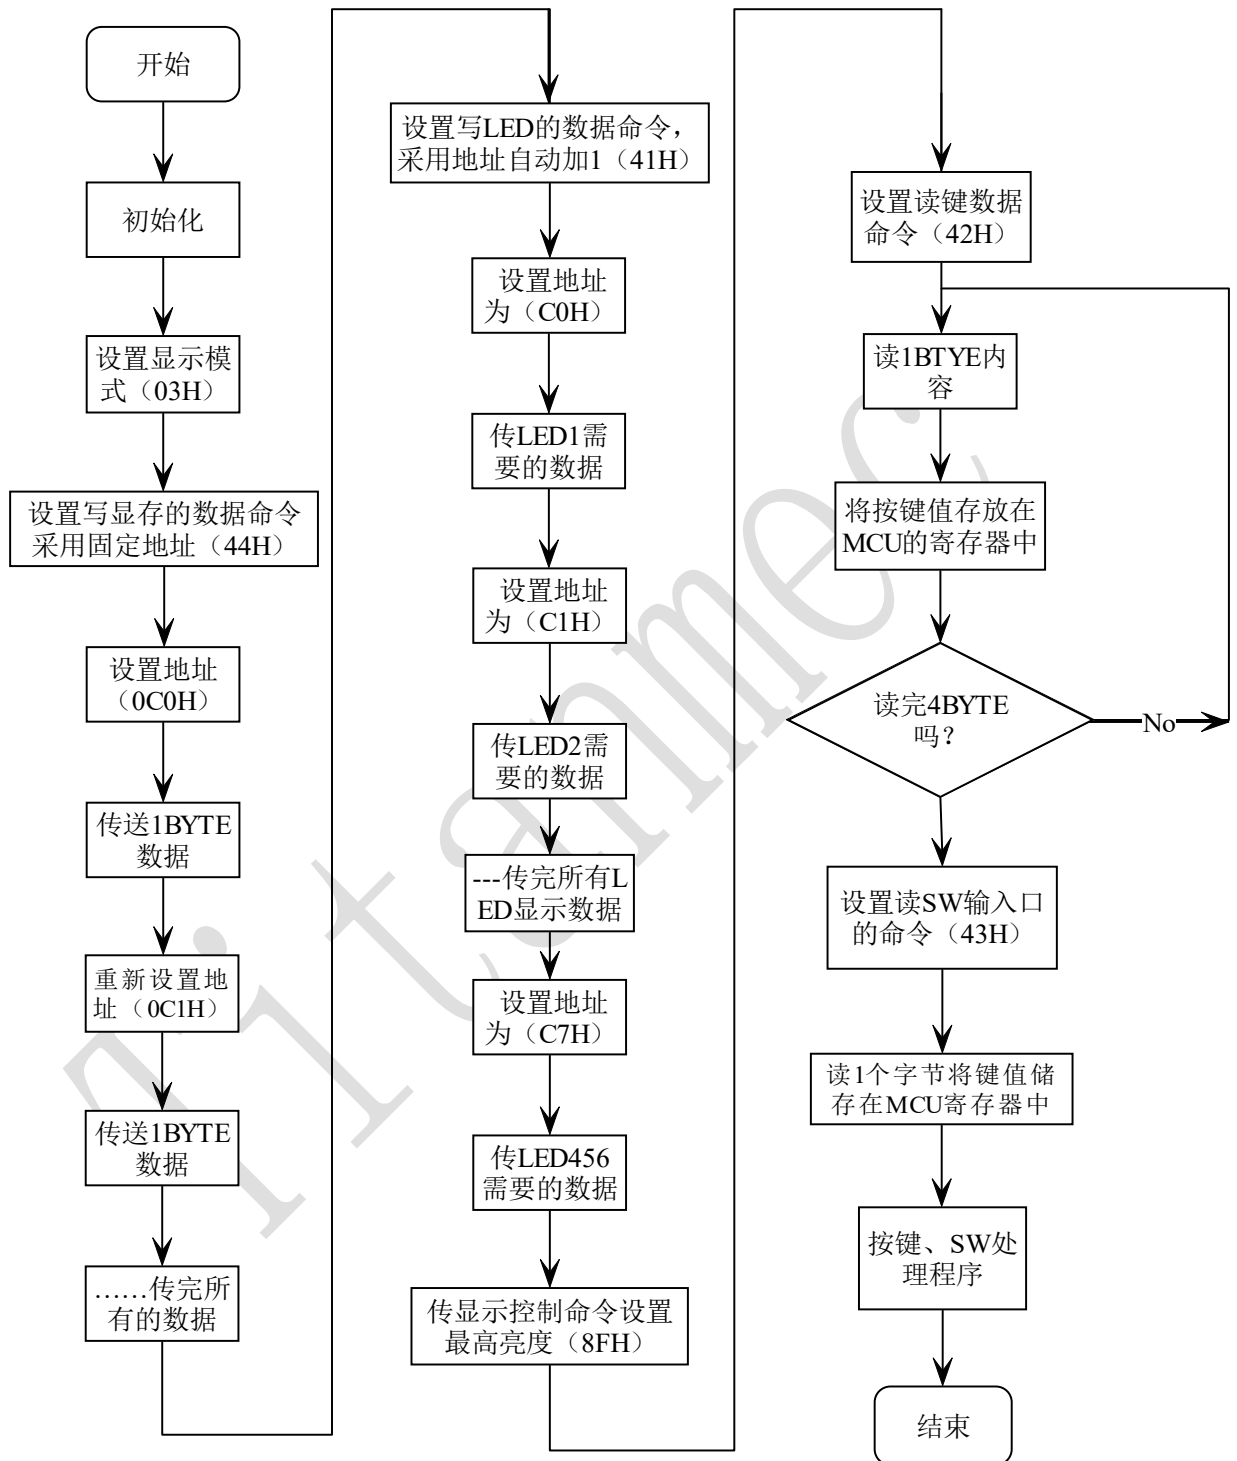 开始
初始化
设置显示模
式（03H）
设置写显存的数据命令
采用固定地址（44H）
设置地址
（0C0H）
传送1BYTE
数据
重新设置地
址（0C1H）
传送1BYTE
数据
……传完所
有的数据
设置写LED的数据命令，
采用地址自动加1（41H）
设置地址
为（C0H）
传LED1需
要的数据
设置地址
为（C1H）
传LED2需
要的数据
---传完所有L
ED显示数据
设置地址
为（C7H）
传LED456
需要的数据
传显示控制命令设置
最高亮度（8FH）
设置读键数据
命令（42H）
读1BTYE内
容
将按键值存放在
MCU的寄存器中
读完4BYTE
吗？
No
设置读SW输入口
的命令（43H）
读1个字节将键值储
存在MCU寄存器中
按键、SW处
理程序
结束
Titanmec